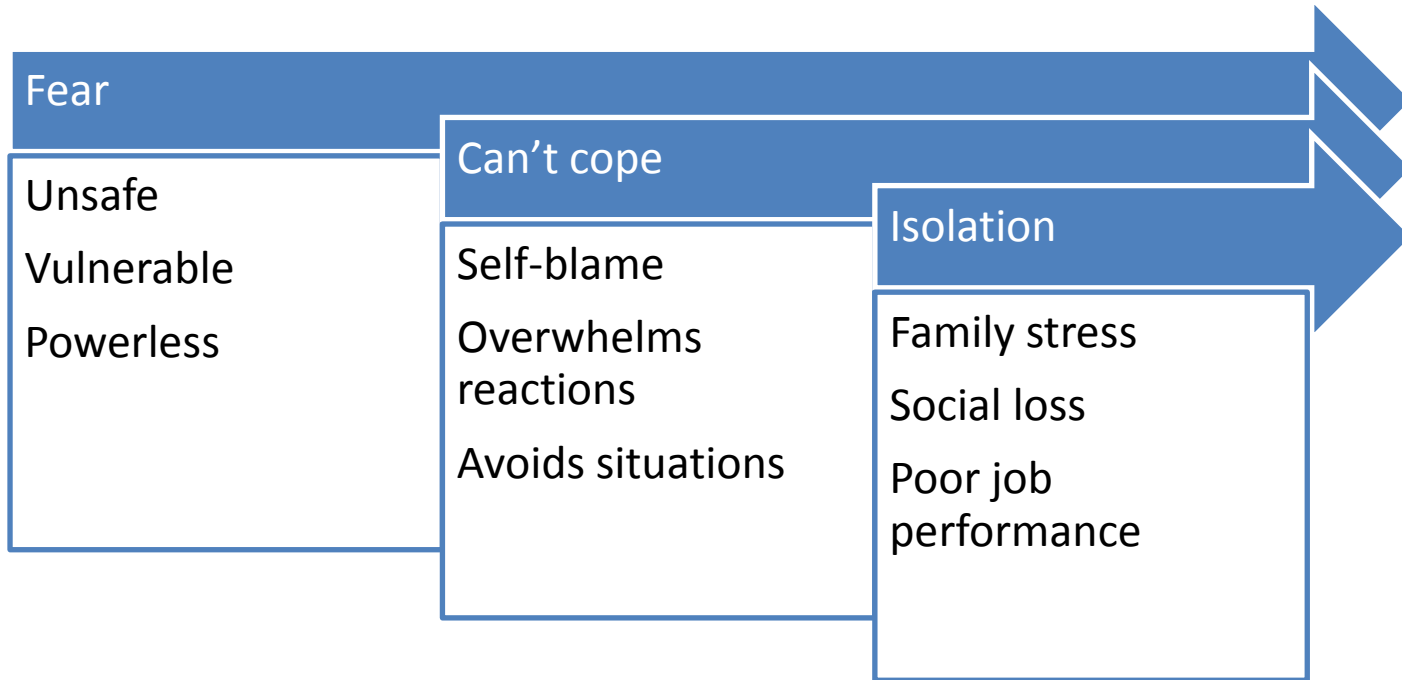 Fear
Unsafe
Vulnerable
Powerless
Can’t cope
Self-blame
Overwhelms
reactions
Avoids situations
Isolation
Family stress
Social loss
Poor job
performance